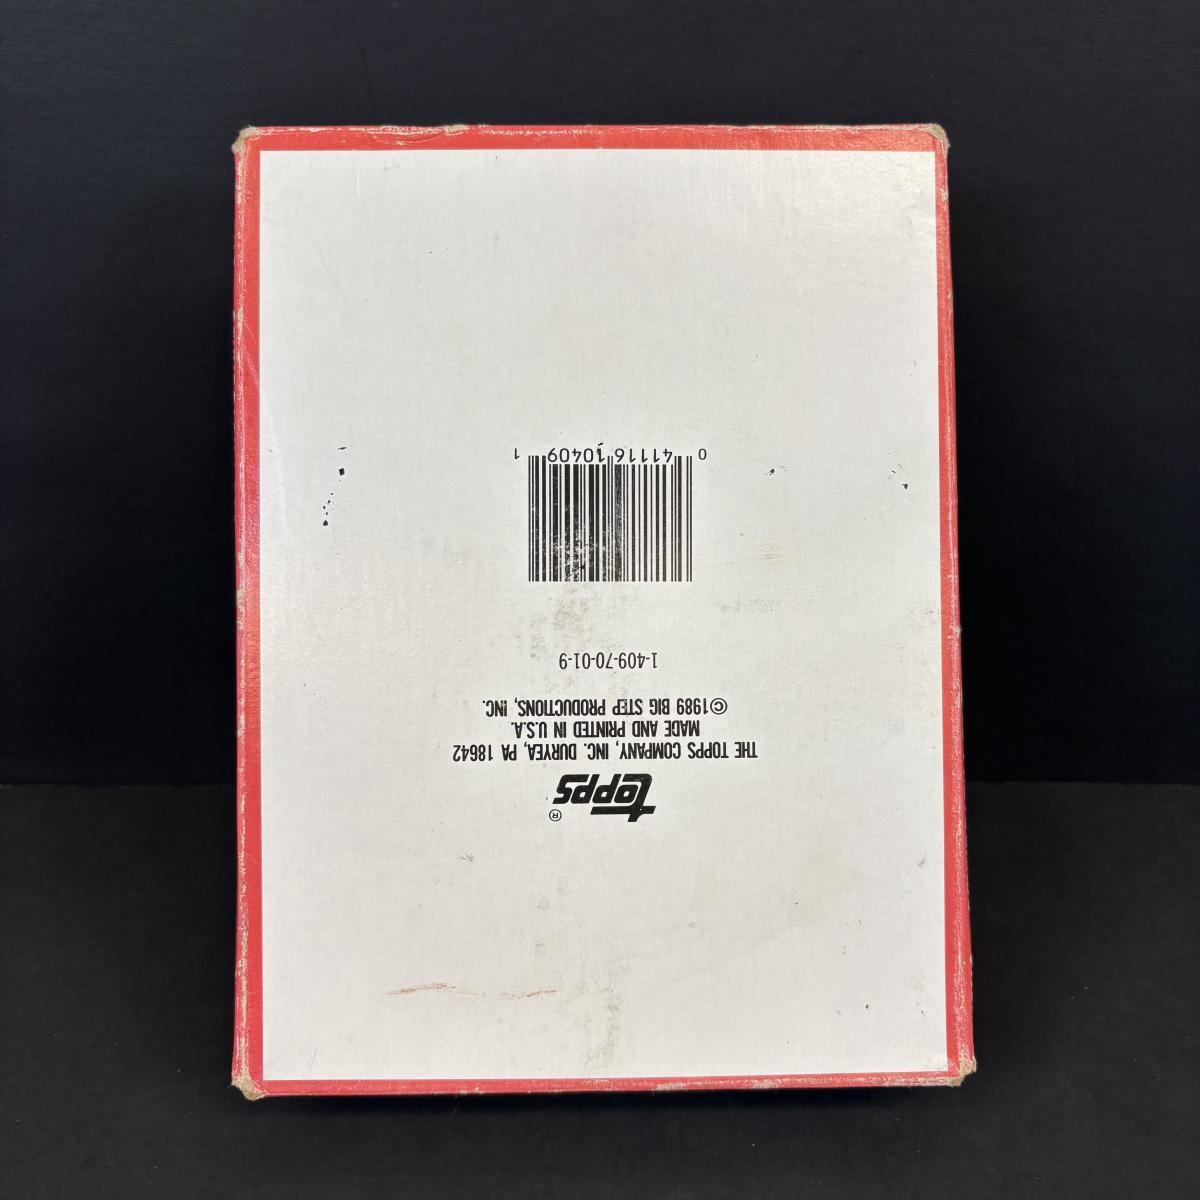 topps®
THE TOPPS COMPANY, INC. DURYEA, PA 18642
MADE AND PRINTED IN U.S.A.
©1989 BIG STEP PRODUCTIONS, INC.
1-409-70-01-9
0 41116 10409 1